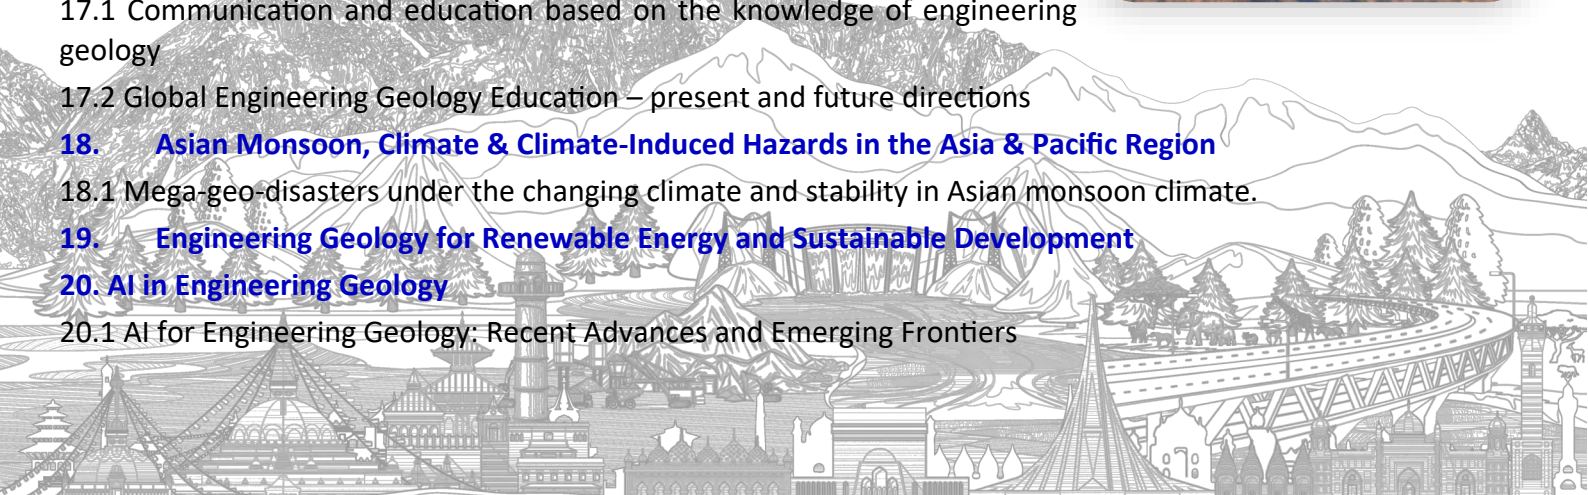 17.1 Communication and education based on the knowledge of engineering
geology
17.2 Global Engineering Geology Education – present and future directions
18. Asian Monsoon, Climate & Climate-Induced Hazards in the Asia & Pacific Region
18.1 Mega-geo-disasters under the changing climate and stability in Asian monsoon climate.
19. Engineering Geology for Renewable Energy and Sustainable Development
20. AI in Engineering Geology
20.1 AI for Engineering Geology: Recent Advances and Emerging Frontiers